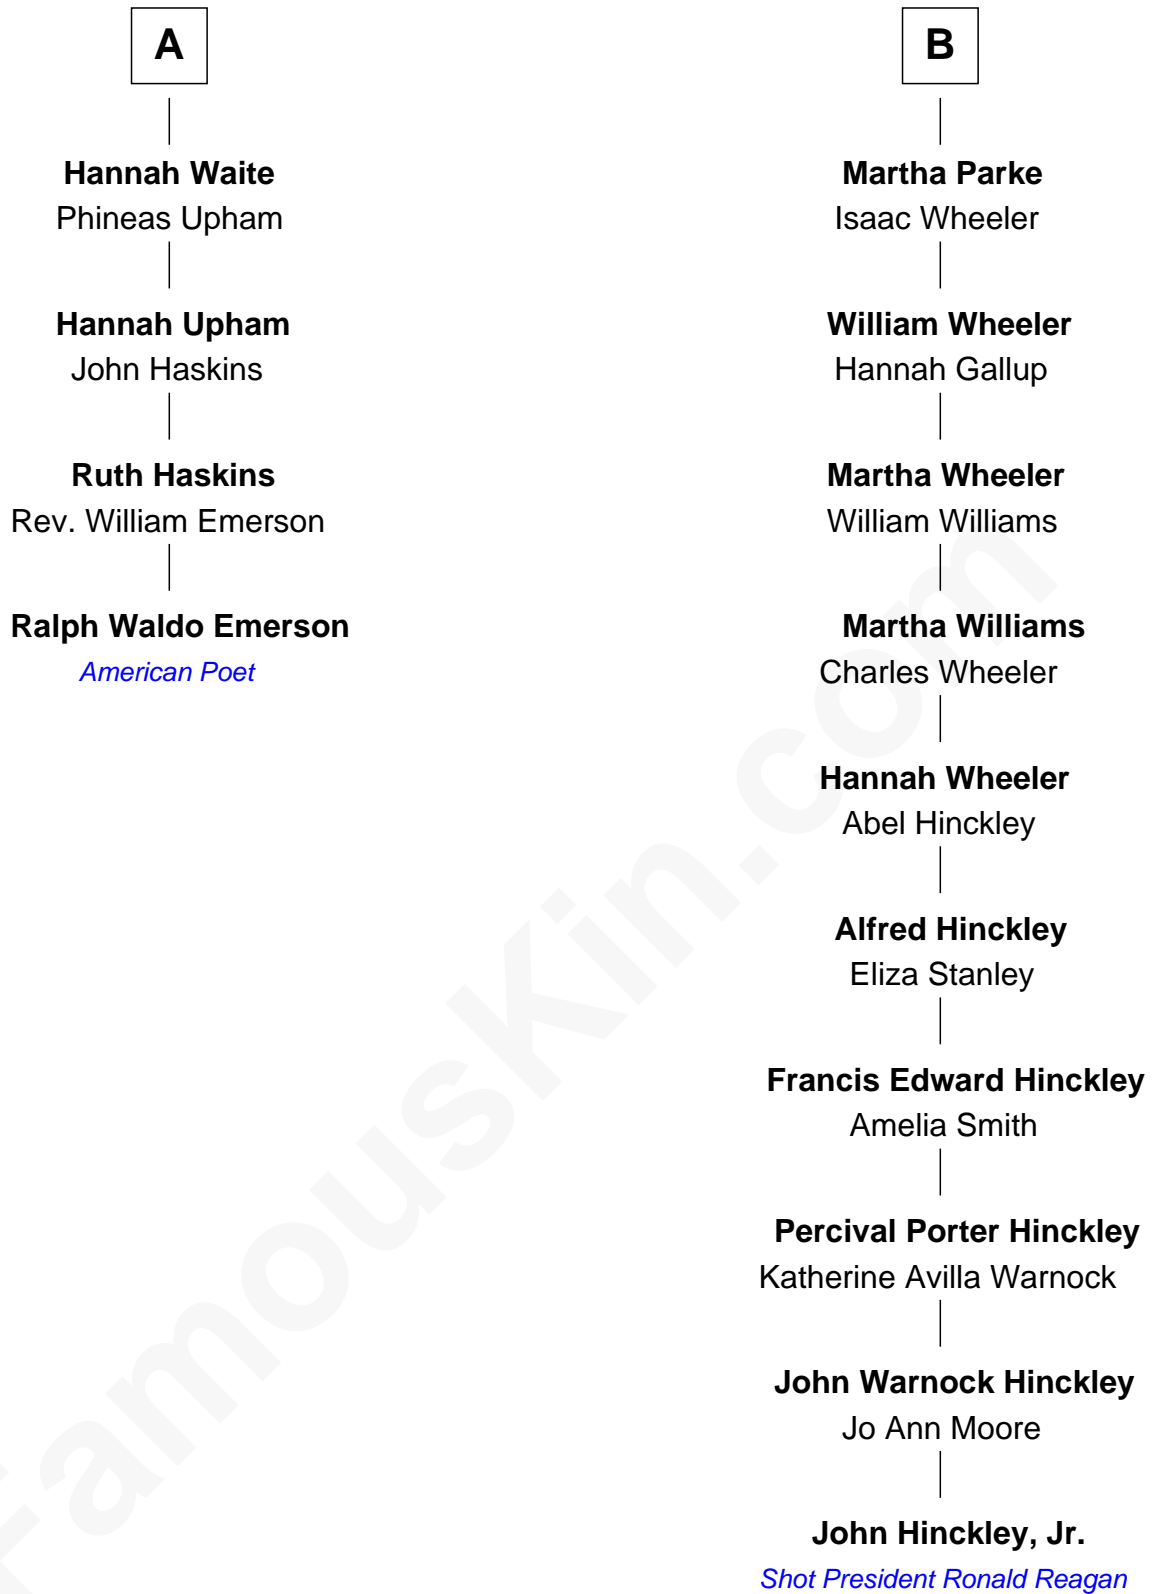 A
Hannah Waite
Phineas Upham
Hannah Upham
John Haskins
Ruth Haskins
Rev. William Emerson
Ralph Waldo Emerson
American Poet
B
Martha Parke
Isaac Wheeler
William Wheeler
Hannah Gallup
Martha Wheeler
William Williams
Martha Williams
Charles Wheeler
Hannah Wheeler
Abel Hinckley
Alfred Hinckley
Eliza Stanley
Francis Edward Hinckley
Amelia Smith
Percival Porter Hinckley
Katherine Avilla Warnock
John Warnock Hinckley
Jo Ann Moore
John Hinckley, Jr.
Shot President Ronald Reagan
FamousKin.com